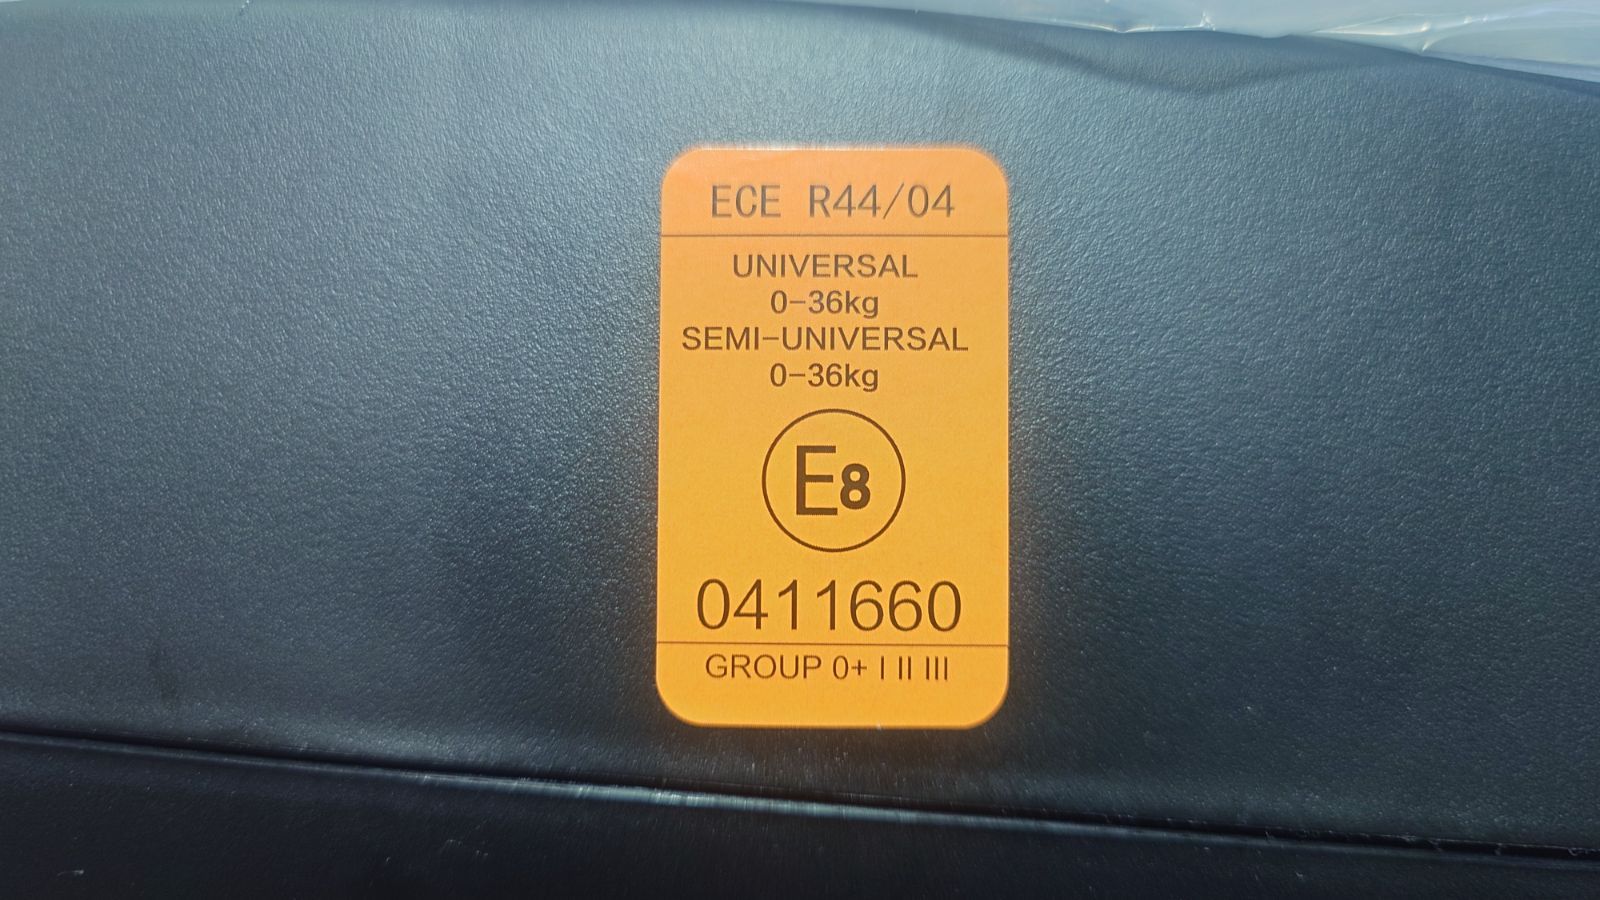 ECE R44/04
UNIVERSAL
0-36kg
SEMI-UNIVERSAL
0-36kg
E8
0411660
GROUP 0+ I II III